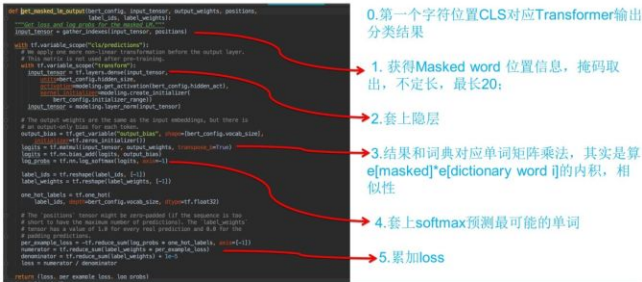 def get_masked_lm_output(bert_config, input_tensor, output_weights, positions,
label_ids, label_weights):
"""Get loss and log probs for the masked LM."""
input_tensor = gather_indexes(input_tensor, positions)
with tf.variable_scope("cls/predictions"):
# We apply one more non-linear transformation before the output layer.
# This matrix is not used after pre-training.
with tf.variable_scope("transform"):
input_tensor = tf.layers.dense(input_tensor,
units=bert_config.hidden_size,
activation=modeling.get_activation(bert_config.hidden_act),
kernel_initializer=modeling.create_initializer(
bert_config.initializer_range))
input_tensor = modeling.layer_norm(input_tensor)
# The output weights are the same as the input embeddings, but there is
# an output-only bias for each token.
output_bias = tf.get_variable("output_bias", shape=[bert_config.vocab_size],
initializer=tf.zeros_initializer())
logits = tf.matmul(input_tensor, output_weights, transpose_b=True)
logits = tf.nn.bias_add(logits, output_bias)
log_probs = tf.nn.log_softmax(logits, axis=-1)
label_ids = tf.reshape(label_ids, [-1])
label_weights = tf.reshape(label_weights, [-1])
one_hot_labels = tf.one_hot(
label_ids, depth=bert_config.vocab_size, dtype=tf.float32)
# The `positions` tensor might be zero-padded (if the sequence is too
# short to have the maximum number of predictions). The `label_weights`
# tensor has a value of 1.0 for every real prediction and 0.0 for the
# padding predictions.
per_example_loss = -tf.reduce_sum(log_probs * one_hot_labels, axis=[-1])
numerator = tf.reduce_sum(label_weights * per_example_loss)
denominator = tf.reduce_sum(label_weights) + 1e-5
loss = numerator / denominator
return (loss, per_example_loss, log_probs)
0.第一个字符位置CLS对应Transformer输出
分类结果
1. 获得Masked word 位置信息，掩码取
出，不定长，最长20；
2.套上隐层
3.结果和词典对应单词矩阵乘法，其实是算
e[masked]*e[dictionary word i]的内积，相
似性
4.套上softmax预测最可能的单词
5.累加loss